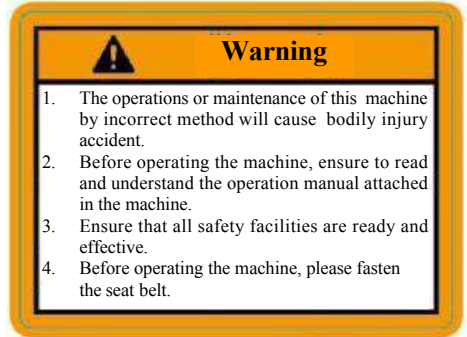 Warning
1. The operations or maintenance of this machine
by incorrect method will cause bodily injury
accident.
2. Before operating the machine, ensure to read
and understand the operation manual attached
in the machine.
3. Ensure that all safety facilities are ready and
effective.
4. Before operating the machine, please fasten
the seat belt.